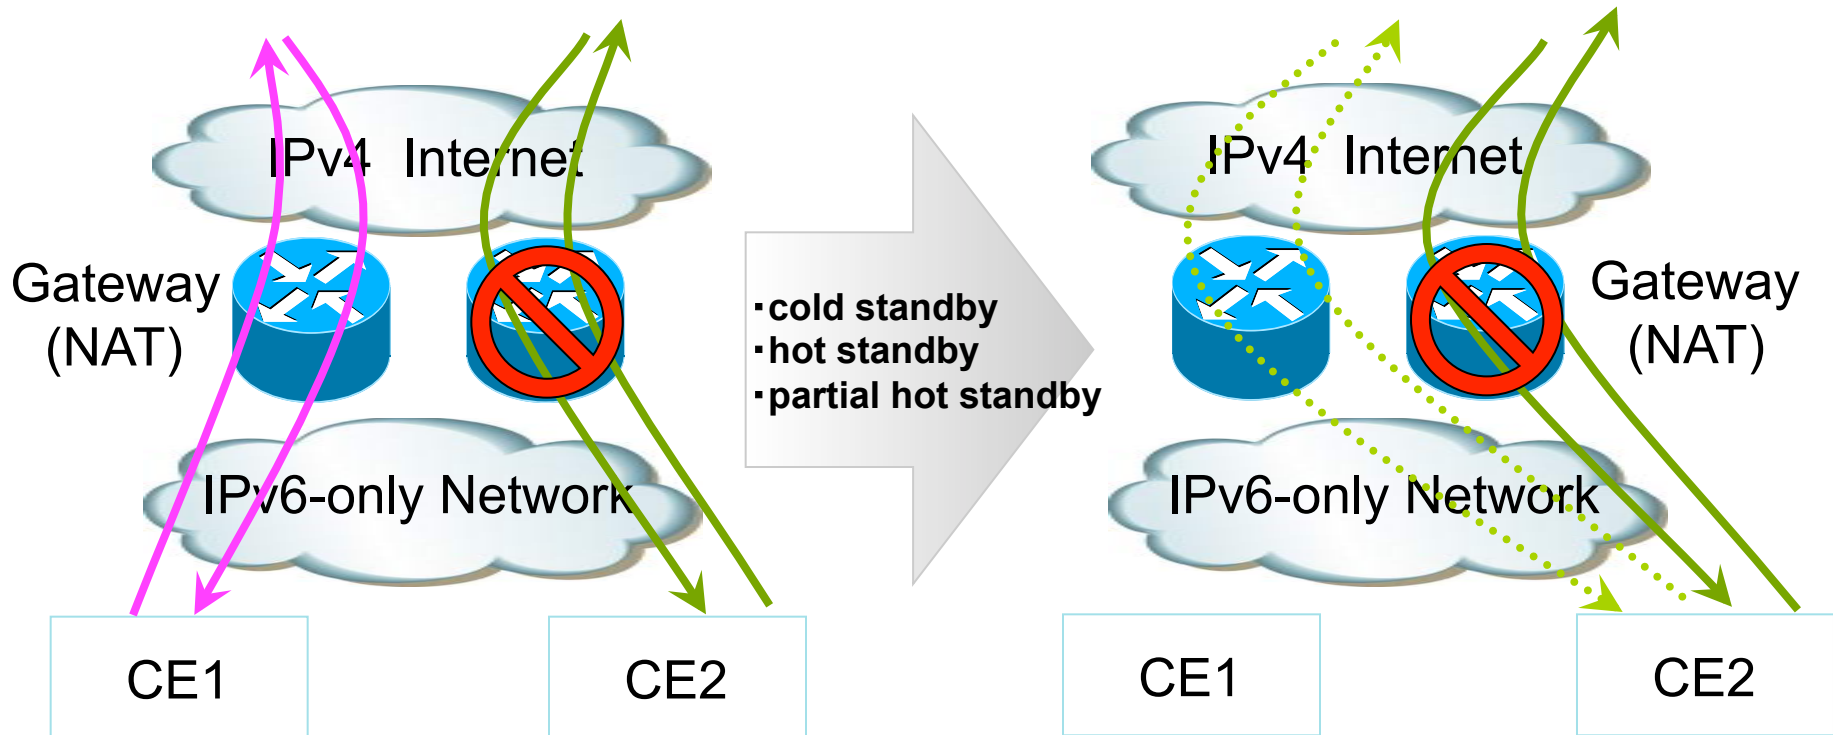 IPv4 Internet
Gateway
(NAT)
IPv6-only Network
CE1
CE2
・cold standby
・hot standby
・partial hot standby
IPv4 Internet
Gateway
(NAT)
IPv6-only Network
CE1
CE2